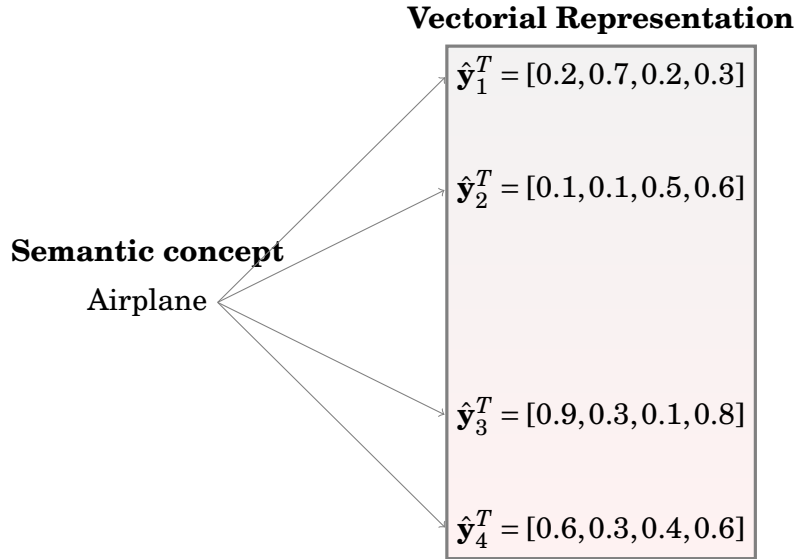 Vectorial Representation
ŷ₁ᵀ = [0.2,0.7,0.2,0.3]
ŷ₂ᵀ = [0.1,0.1,0.5,0.6]
Semantic concept
Airplane
ŷ₃ᵀ = [0.9,0.3,0.1,0.8]
ŷ₄ᵀ = [0.6,0.3,0.4,0.6]